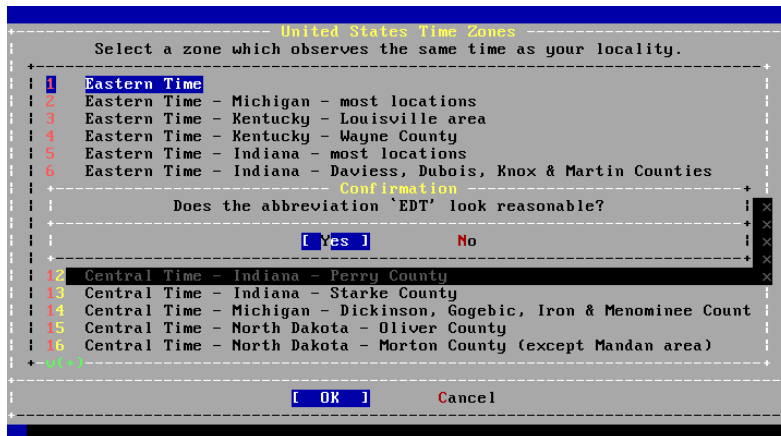 United States Time Zones
Select a zone which observes the same time as your locality.
1 Eastern Time
2 Eastern Time - Michigan - most locations
3 Eastern Time - Kentucky - Louisville area
4 Eastern Time - Kentucky - Wayne County
5 Eastern Time - Indiana - most locations
6 Eastern Time - Indiana - Daviess, Dubois, Knox & Martin Counties
Confirmation
Does the abbreviation `EDT' look reasonable?
[ Yes ] No
12 Central Time - Indiana - Perry County
13 Central Time - Indiana - Starke County
14 Central Time - Michigan - Dickinson, Gogebic, Iron & Menominee Count
15 Central Time - North Dakota - Oliver County
16 Central Time - North Dakota - Morton County (except Mandan area)
v(+)
[ OK ] Cancel